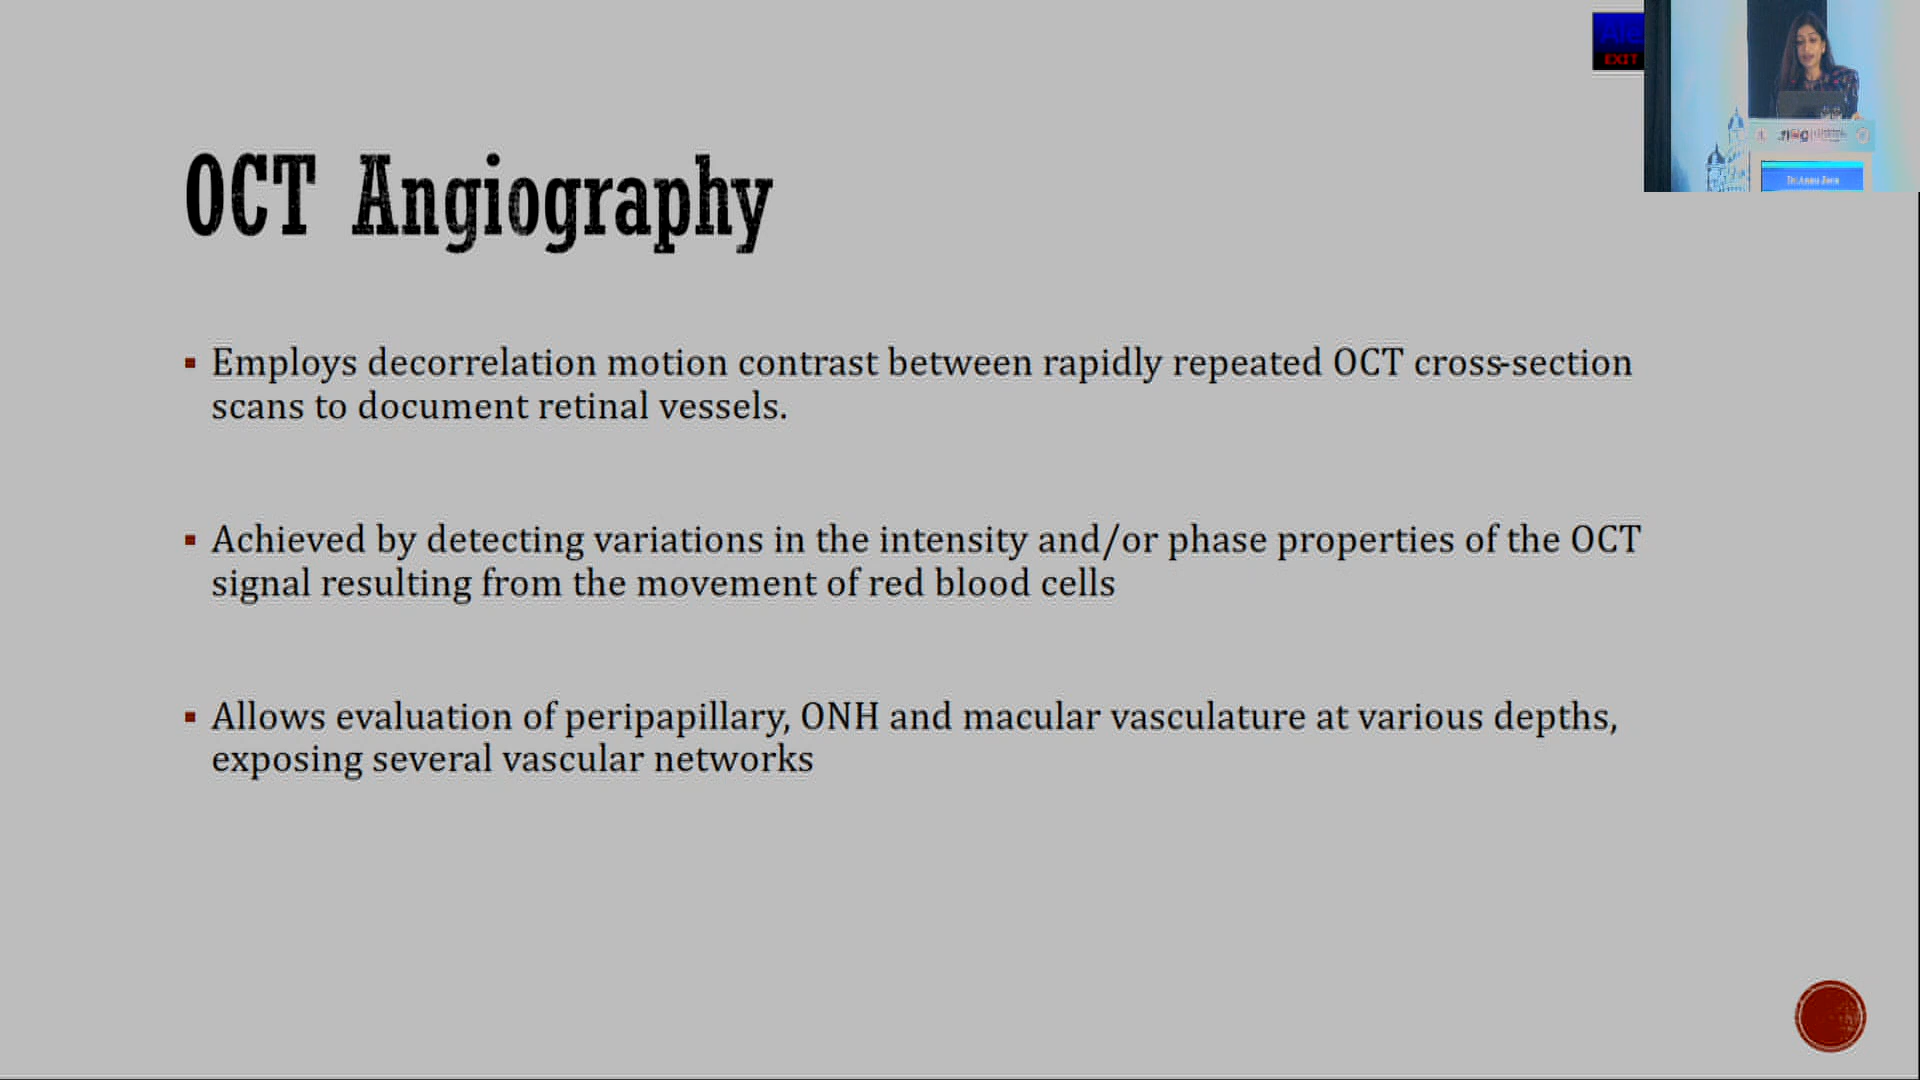 EXIT
OCT Angiography
Employs decorrelation motion contrast between rapidly repeated OCT cross-section
scans to document retinal vessels.
Achieved by detecting variations in the intensity and/or phase properties of the OCT
signal resulting from the movement of red blood cells
Allows evaluation of peripapillary, ONH and macular vasculature at various depths,
exposing several vascular networks